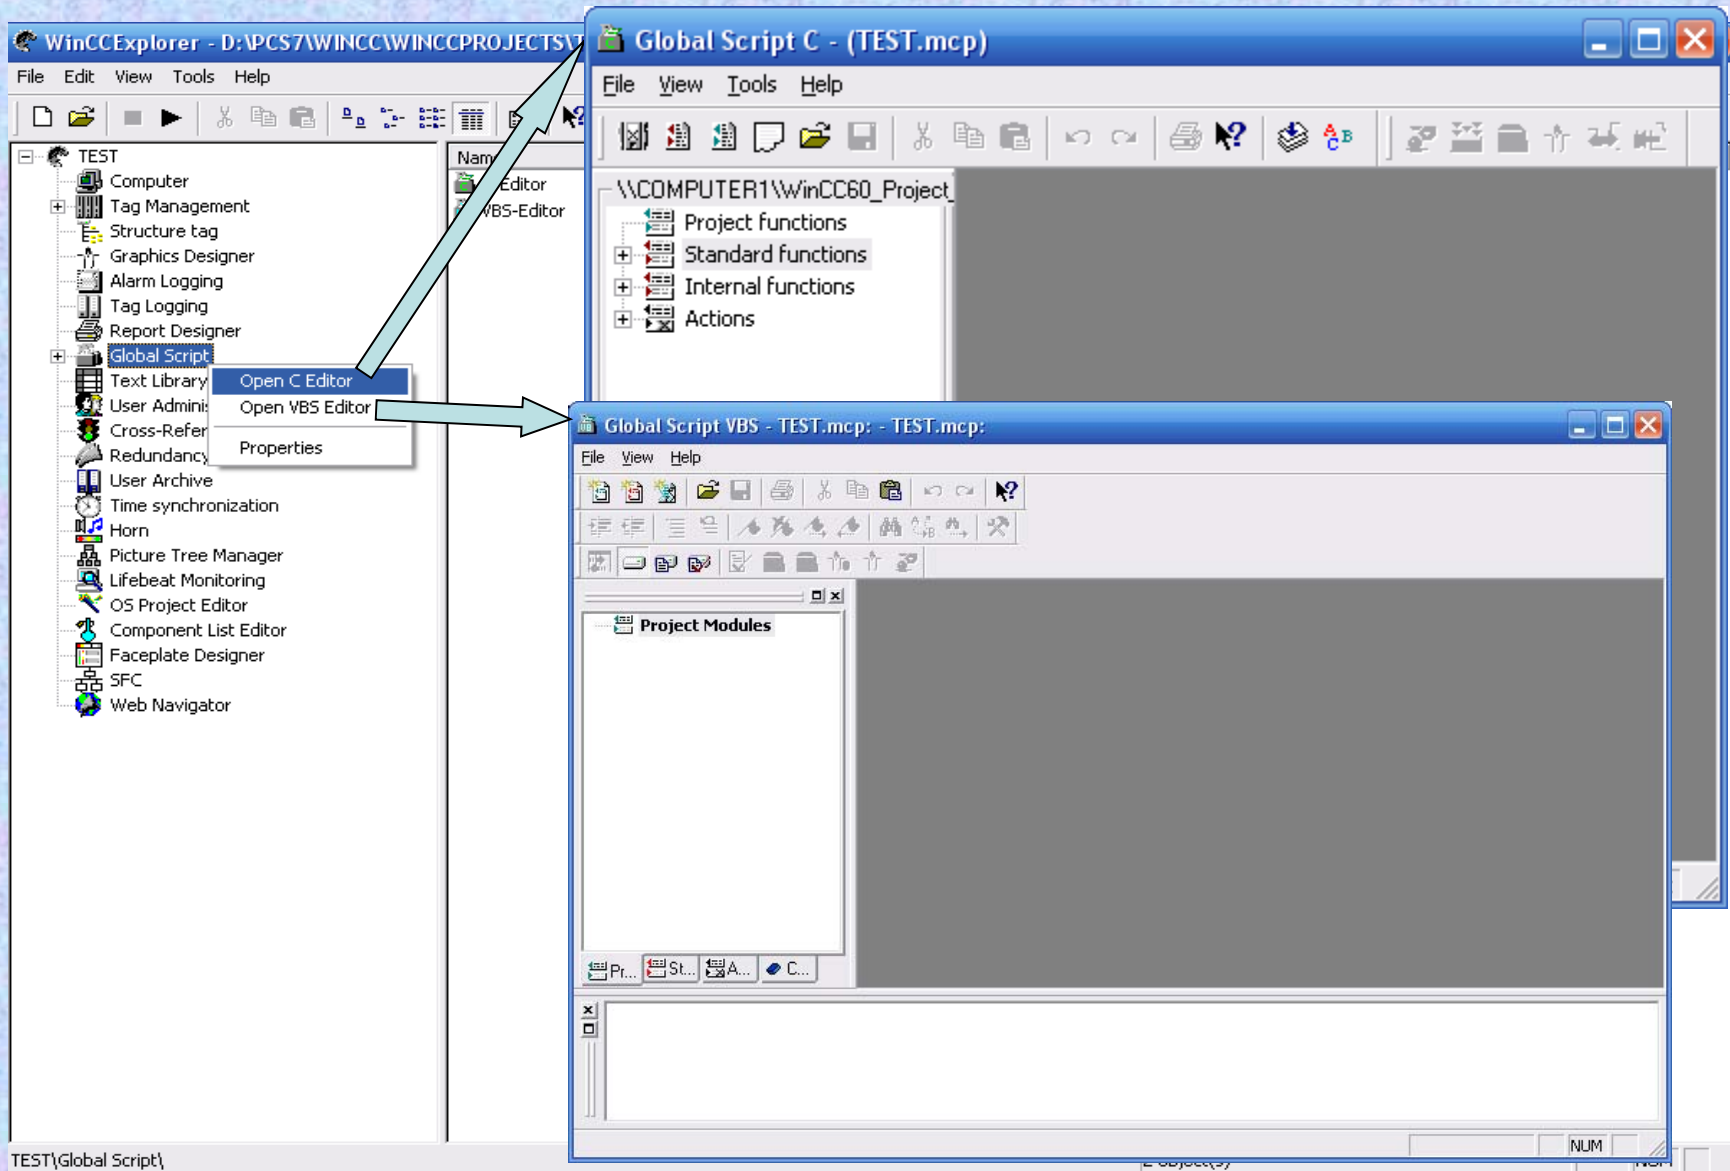 WinCCExplorer - D:\PCS7\WINCC\WINCCPROJECTS\T
File Edit View Tools Help
TEST
Computer
Tag Management
Structure tag
Graphics Designer
Alarm Logging
Tag Logging
Report Designer
Global Script
Text Library
User Adminis
Cross-Refer
Redundancy
User Archive
Time synchronization
Horn
Picture Tree Manager
Lifebeat Monitoring
OS Project Editor
Component List Editor
Faceplate Designer
SFC
Web Navigator
Open C Editor
Open VBS Editor
Properties
Nam
Editor
VBS-Editor
Global Script C - (TEST.mcp)
File View Tools Help
\\COMPUTER1\WinCC60_Project_
Project functions
Standard functions
Internal functions
Actions
Global Script VBS - TEST.mcp: - TEST.mcp:
File View Help
Project Modules
Pr... St... A... C...
NUM
TEST\Global Script\